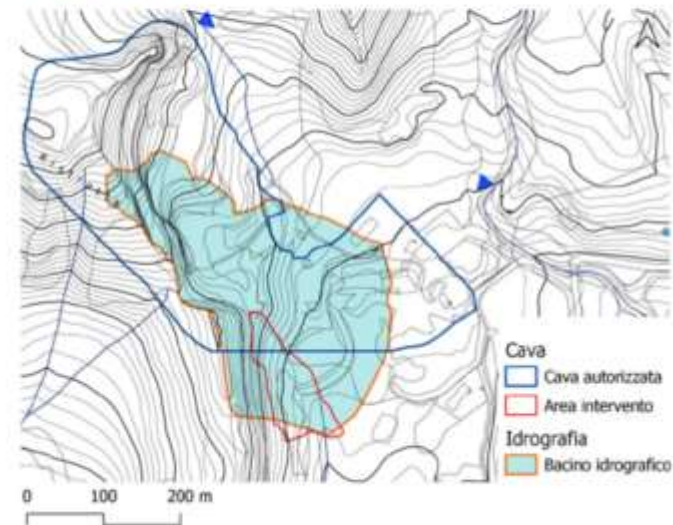 Cava
Cava autorizzata
Area intervento
Idrografia
Bacino idrografico
0 100 200 m